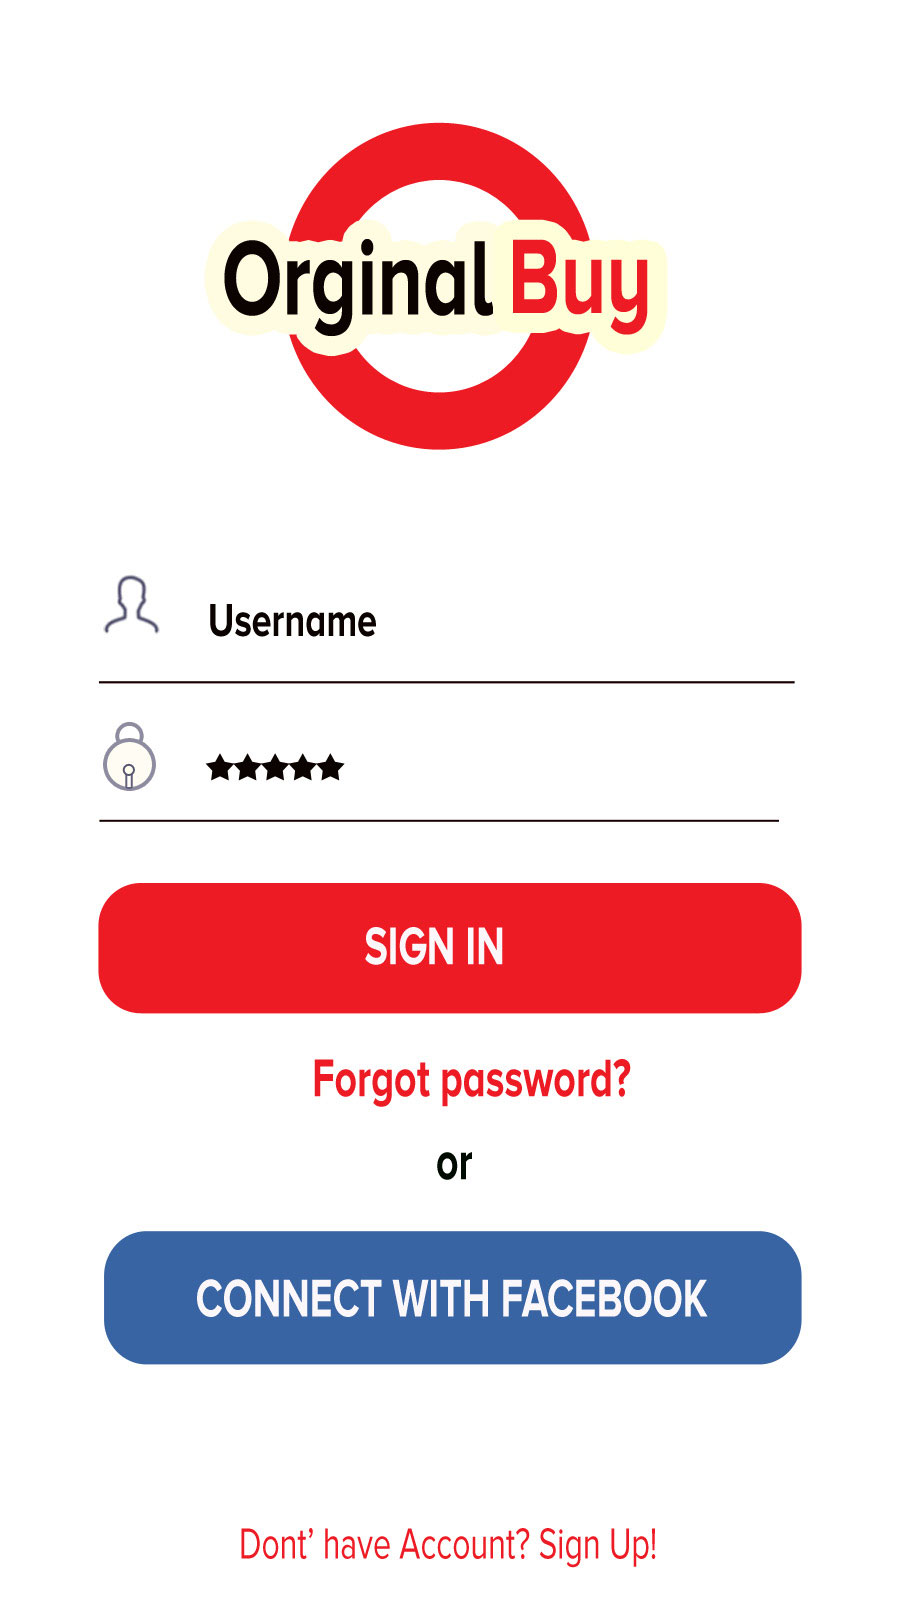 Orginal Buy
Username
★★★★★
SIGN IN
Forgot password?
or
CONNECT WITH FACEBOOK
Dont’ have Account? Sign Up!